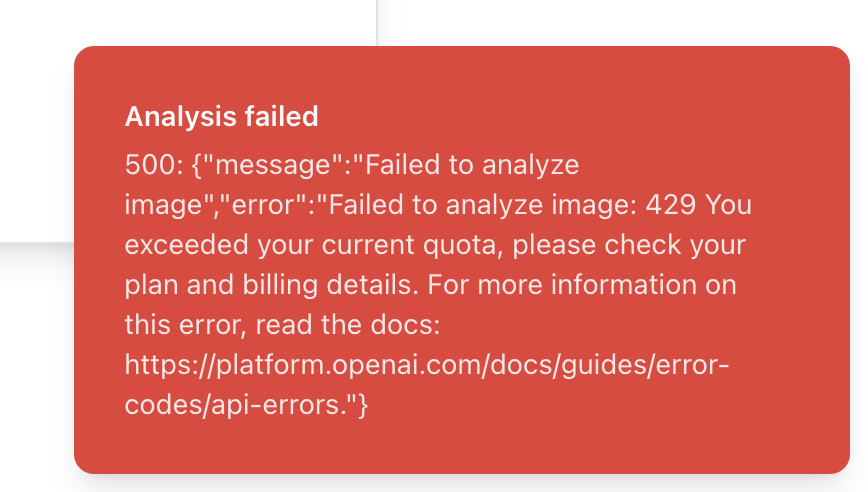 Analysis failed
500: {"message":"Failed to analyze
image","error":"Failed to analyze image: 429 You
exceeded your current quota, please check your
plan and billing details. For more information on
this error, read the docs:
https://platform.openai.com/docs/guides/error-
codes/api-errors."}